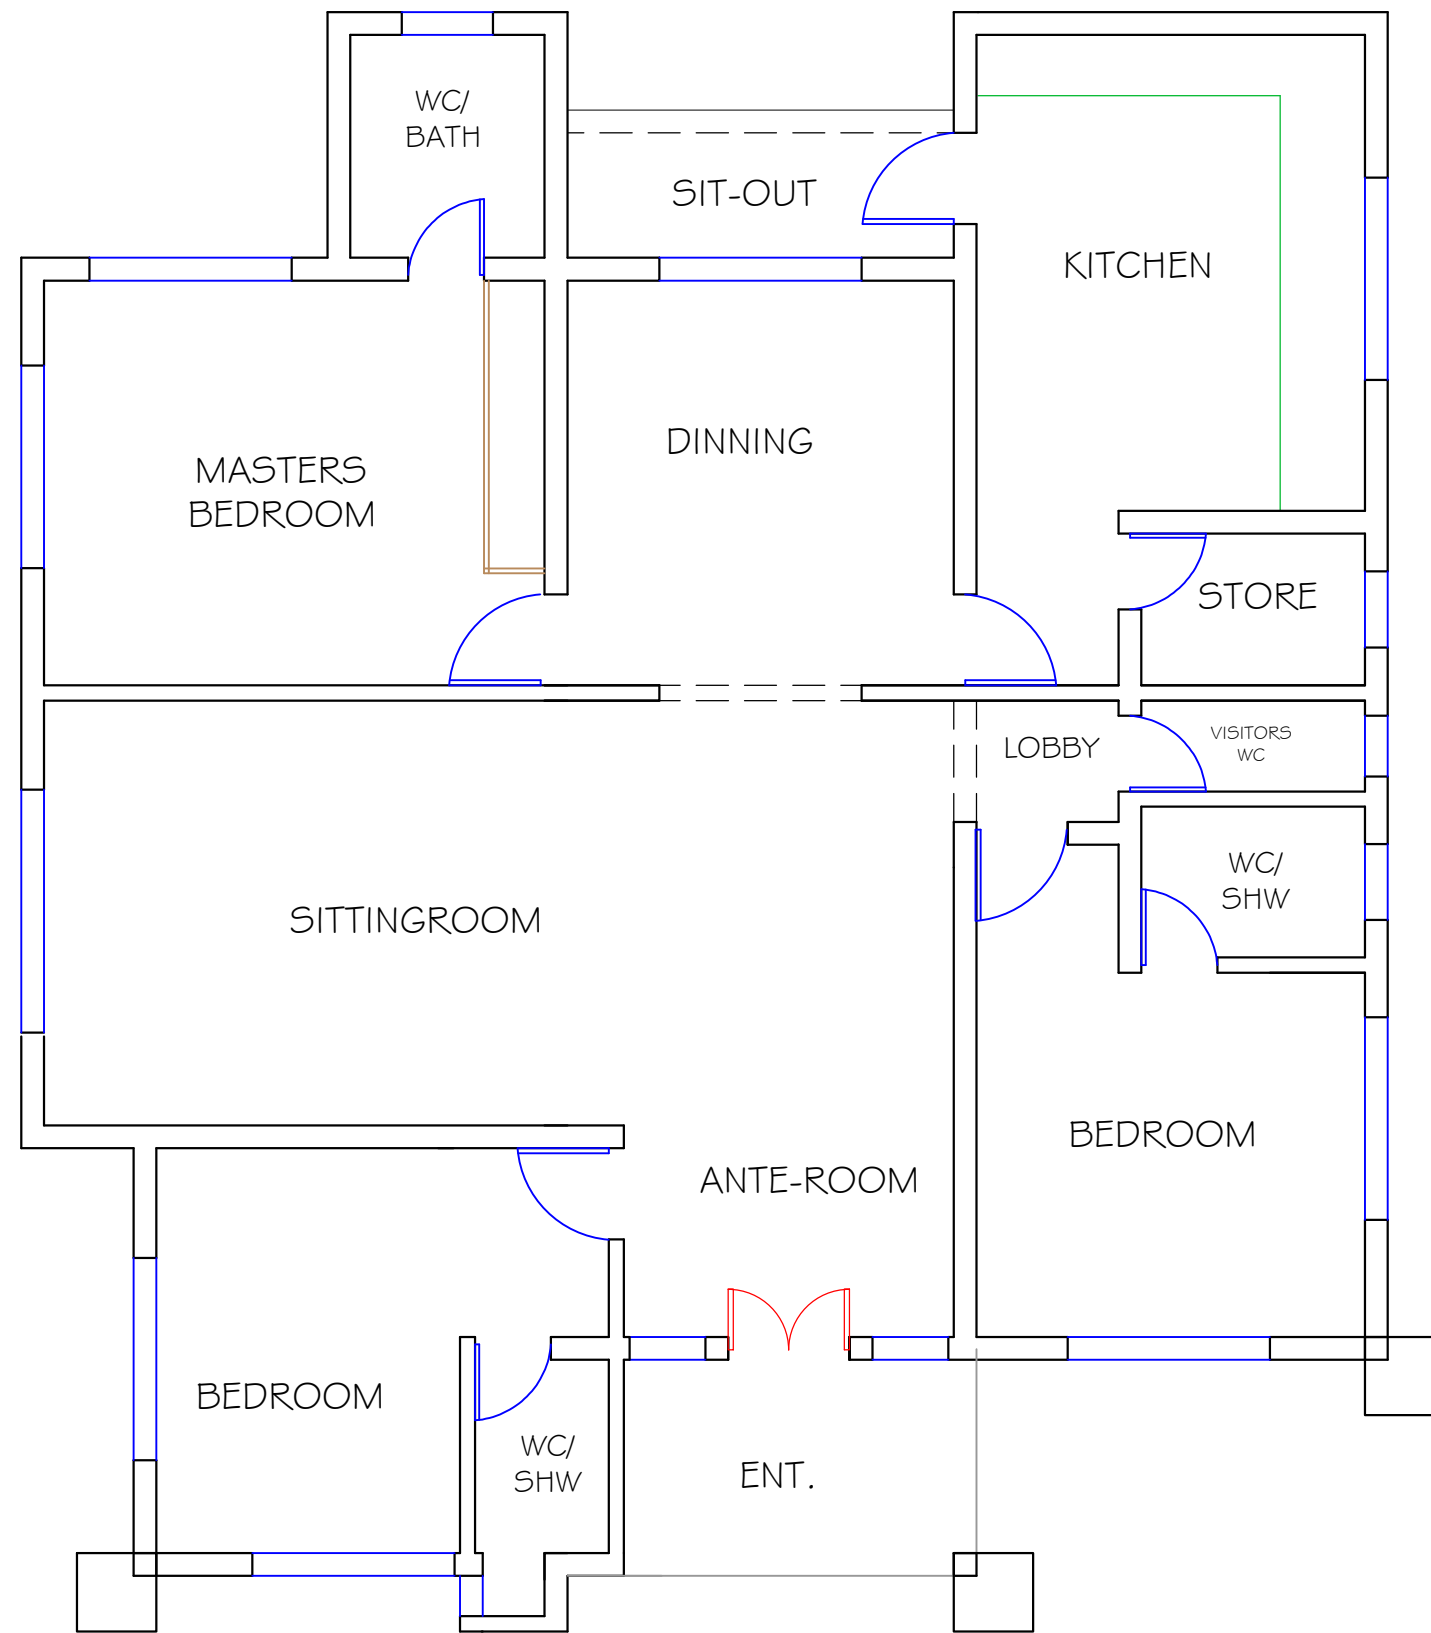 WC/
BATH
SIT-OUT
KITCHEN
DINNING
MASTERS
BEDROOM
STORE
LOBBY
VISITORS
WC
WC/
SHW
SITTINGROOM
BEDROOM
ANTE-ROOM
BEDROOM
WC/
SHW
ENT.